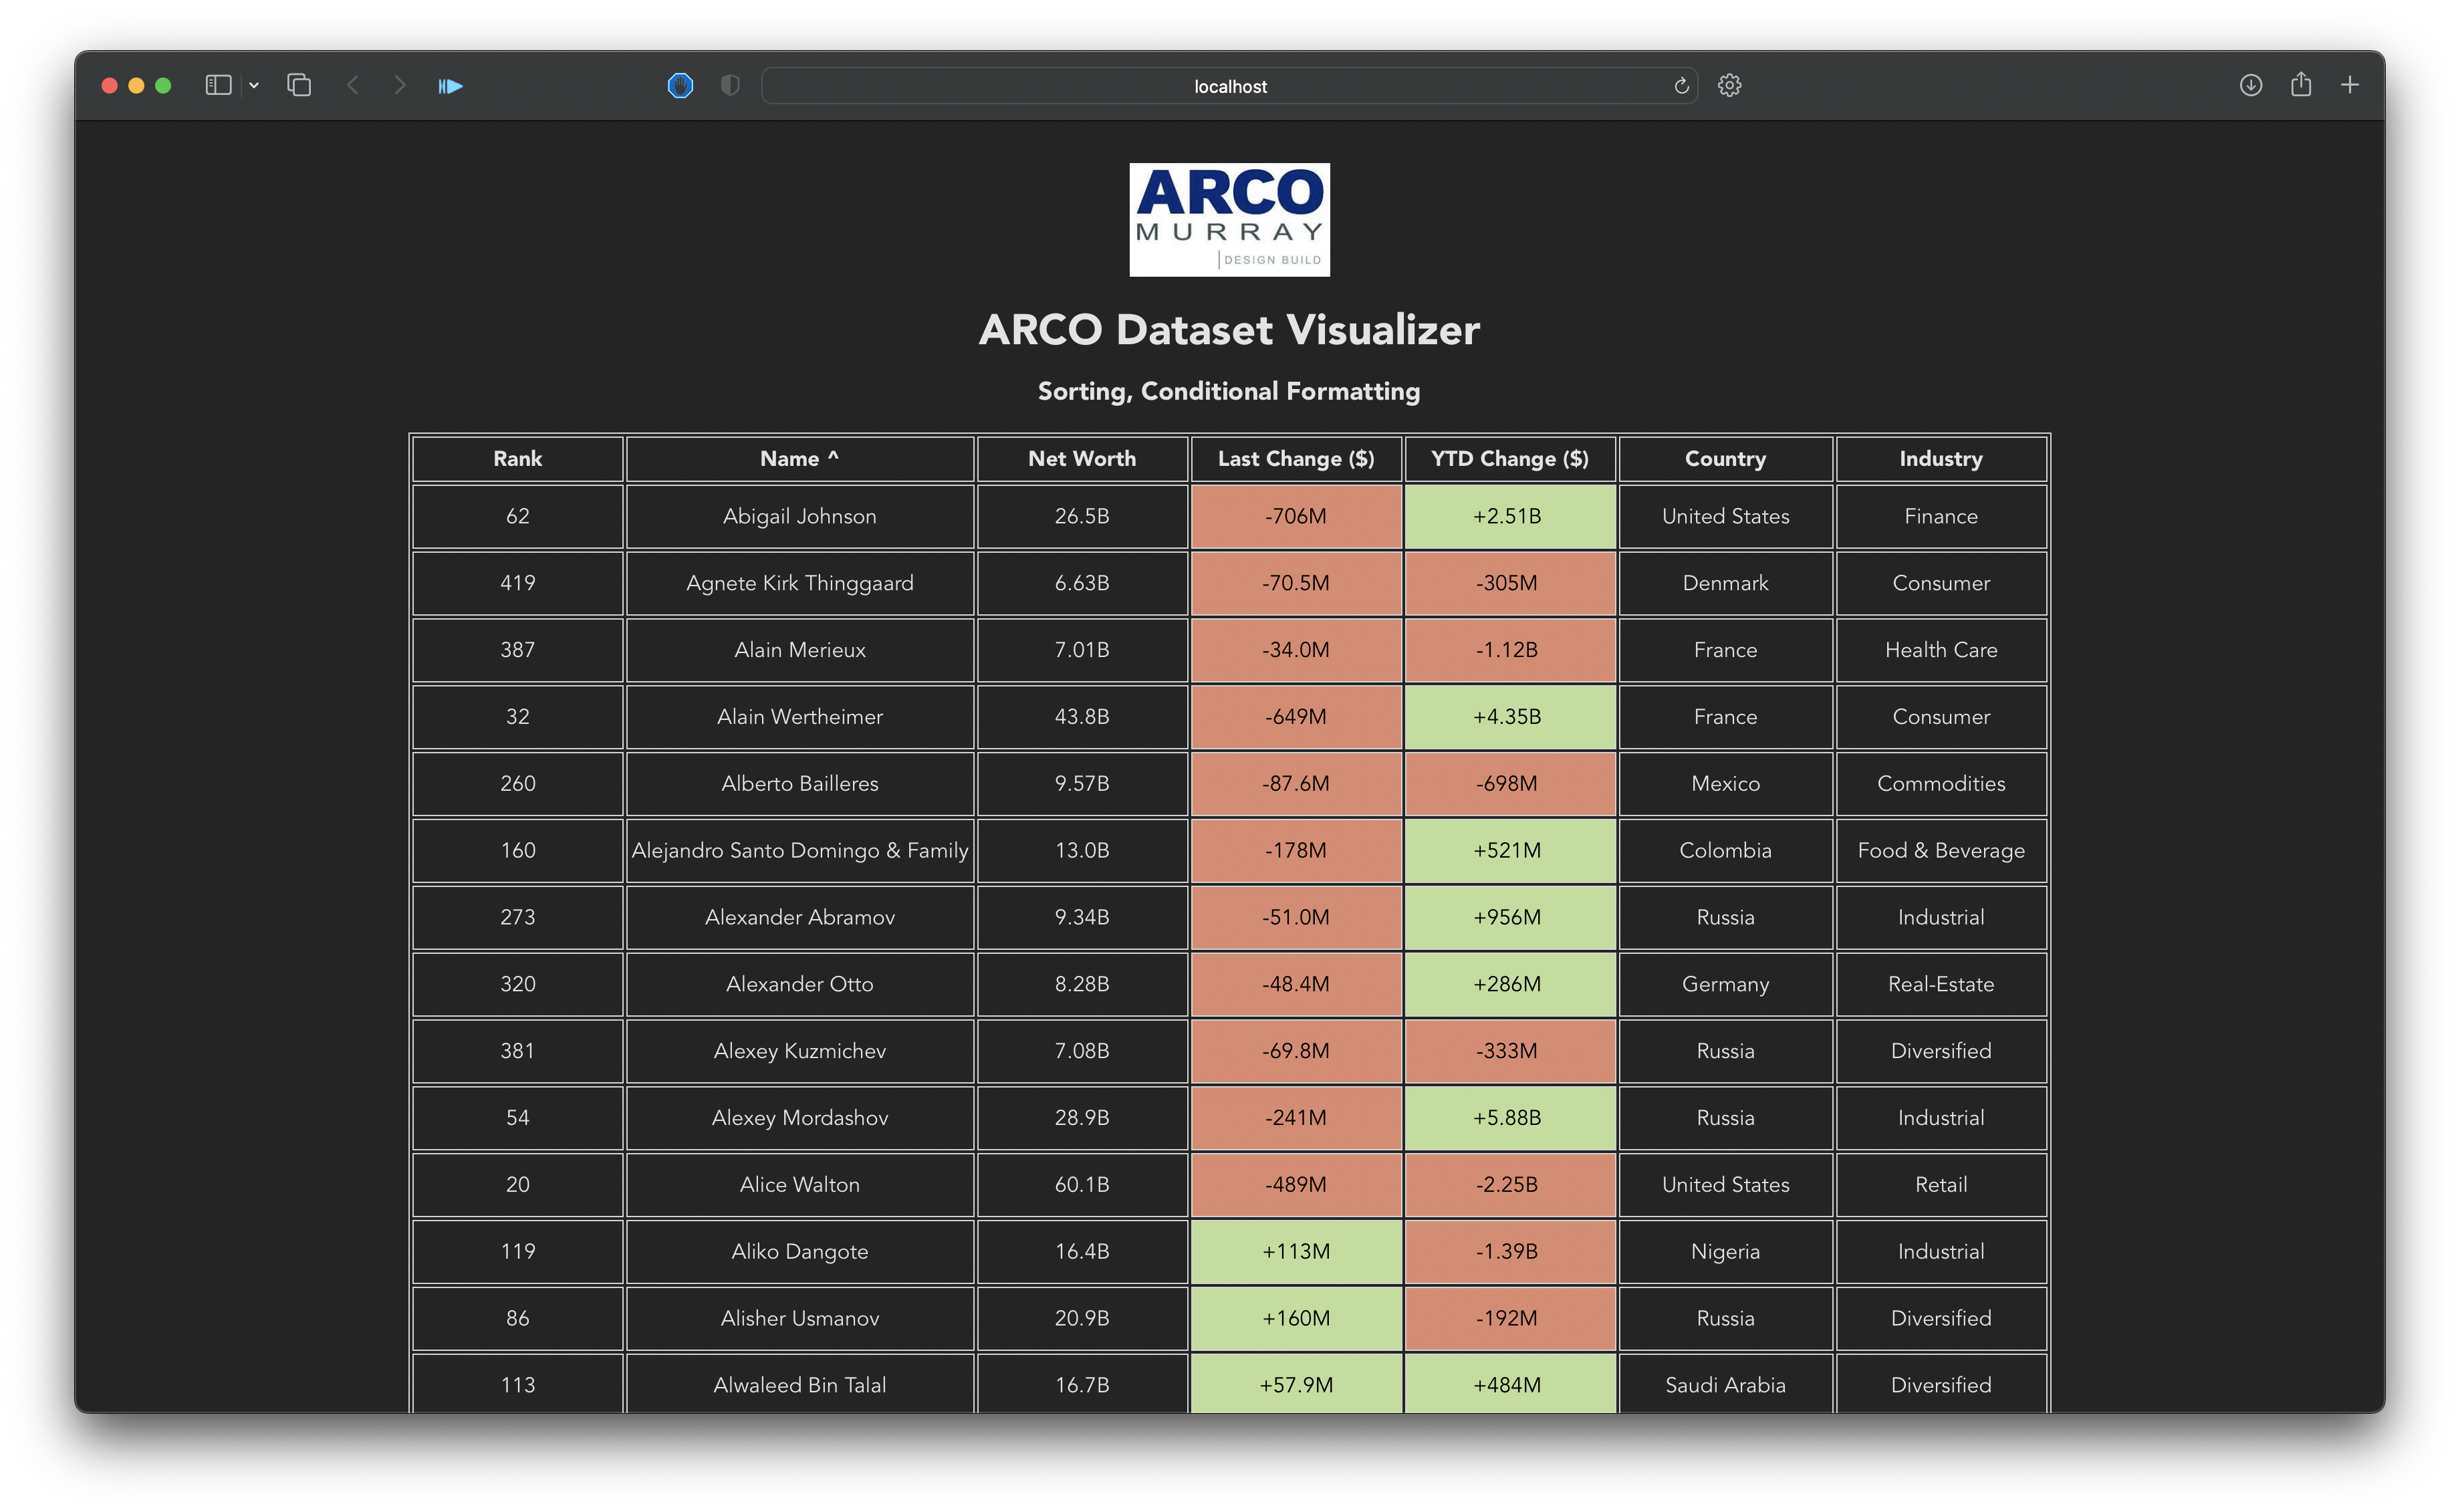 localhost
ARCO
MURRAY
DESIGN BUILD
ARCO Dataset Visualizer
Sorting, Conditional Formatting
Rank Name ^ Net Worth Last Change ($) YTD Change ($) Country Industry
62 Abigail Johnson 26.5B -706M +2.51B United States Finance
419 Agnete Kirk Thinggaard 6.63B -70.5M -305M Denmark Consumer
387 Alain Merieux 7.01B -34.0M -1.12B France Health Care
32 Alain Wertheimer 43.8B -649M +4.35B France Consumer
260 Alberto Bailleres 9.57B -87.6M -698M Mexico Commodities
160 Alejandro Santo Domingo & Family 13.0B -178M +521M Colombia Food & Beverage
273 Alexander Abramov 9.34B -51.0M +956M Russia Industrial
320 Alexander Otto 8.28B -48.4M +286M Germany Real-Estate
381 Alexey Kuzmichev 7.08B -69.8M -333M Russia Diversified
54 Alexey Mordashov 28.9B -241M +5.88B Russia Industrial
20 Alice Walton 60.1B -489M -2.25B United States Retail
119 Aliko Dangote 16.4B +113M -1.39B Nigeria Industrial
86 Alisher Usmanov 20.9B +160M -192M Russia Diversified
113 Alwaleed Bin Talal 16.7B +57.9M +484M Saudi Arabia Diversified